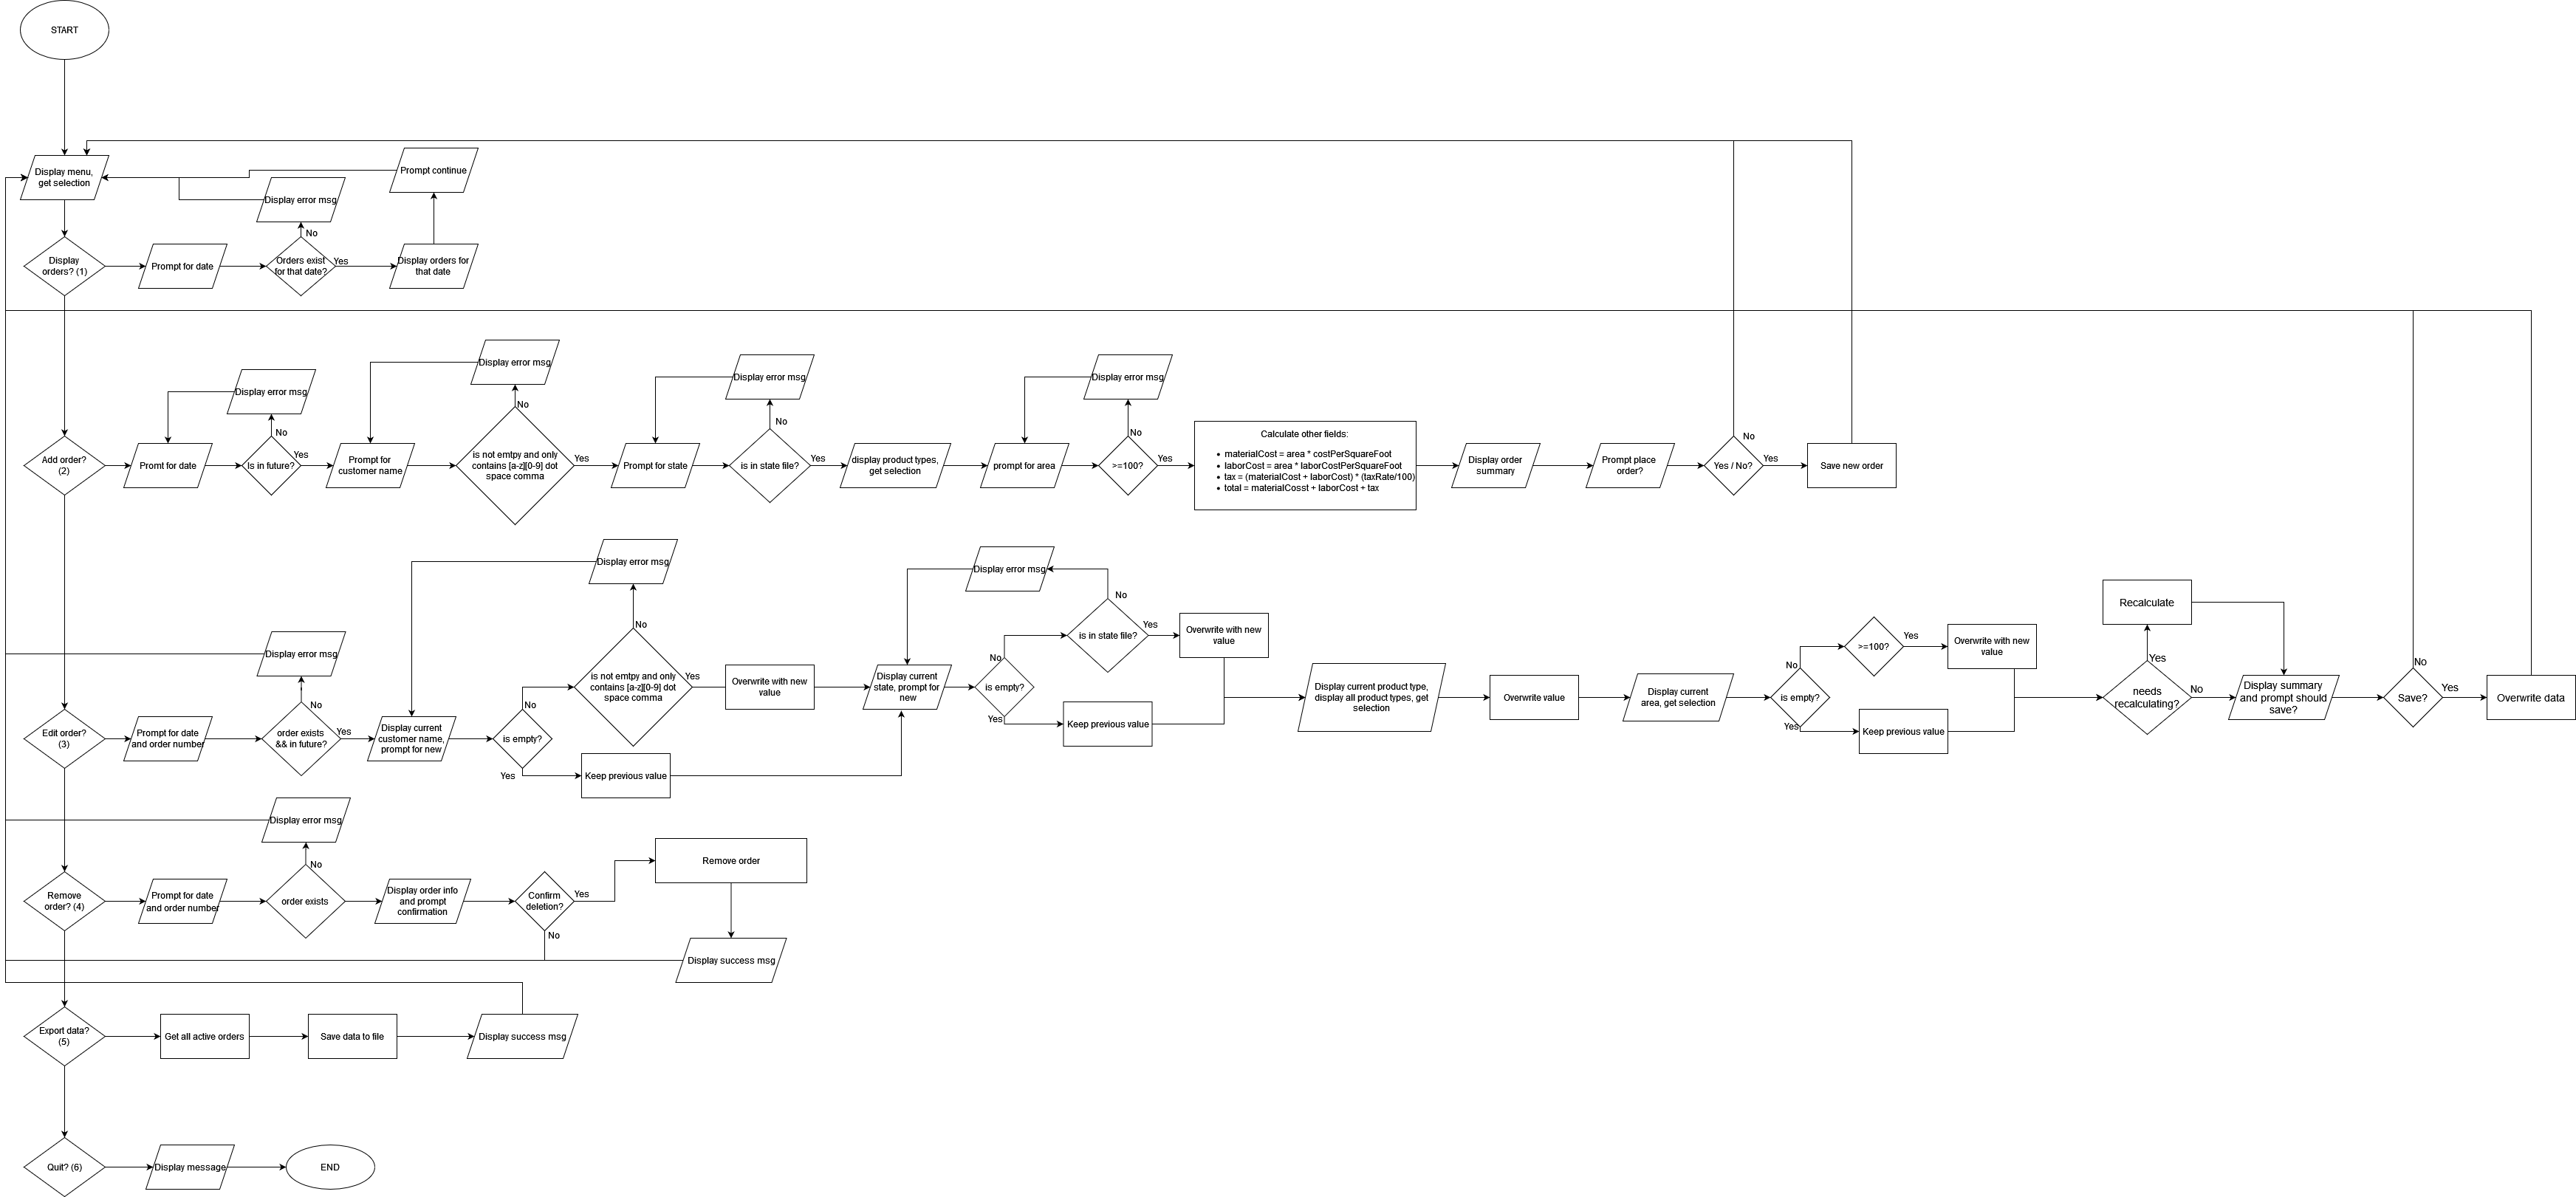 START
Display menu,
get selection
Prompt continue
Display error msg
No
Display
orders? (1)
Prompt for date
Orders exist
for that date?
Yes
Display orders for
that date
Display error msg
Display error msg
Display error msg
Display error msg
No
No
No
No
Add order?
(2)
Promt for date
Is in future?
Yes
Prompt for
customer name
is not emtpy and only
contains [a-z][0-9] dot
space comma
Yes
Prompt for state
is in state file?
Yes
display product types,
get selection
prompt for area
>=100?
Yes
Calculate other fields:
• materialCost = area * costPerSquareFoot
• laborCost = area * laborCostPerSquareFoot
• tax = (materialCost + laborCost) * (taxRate/100)
• total = materialCosst + laborCost + tax
Display order
summary
Prompt place
order?
No
Yes / No?
Yes
Save new order
Display error msg
Display error msg
Display error msg
No
No
No
Edit order?
(3)
Prompt for date
and order number
order exists
&& in future?
Yes
Display current
customer name,
prompt for new
No
is empty?
Yes
is not emtpy and only
contains [a-z][0-9] dot
space comma
Yes
Overwrite with new
value
Keep previous value
Display current
state, prompt for
new
No
is empty?
Yes
is in state file?
Yes
Overwrite with new
value
Keep previous value
Display current product type,
display all product types, get
selection
Overwrite value
Display current
area, get selection
No
is empty?
Yes
>=100?
Yes
Overwrite with new
value
Keep previous value
Recalculate
Yes
needs
recalculating?
No
Display summary
and prompt should
save?
No
Save?
Yes
Overwrite data
Display error msg
No
Remove
order? (4)
Prompt for date
and order number
order exists
Display order info
and prompt
confirmation
Confirm
deletion?
Yes
No
Remove order
Display success msg
Export data?
(5)
Get all active orders
Save data to file
Display success msg
Quit? (6)
Display message
END